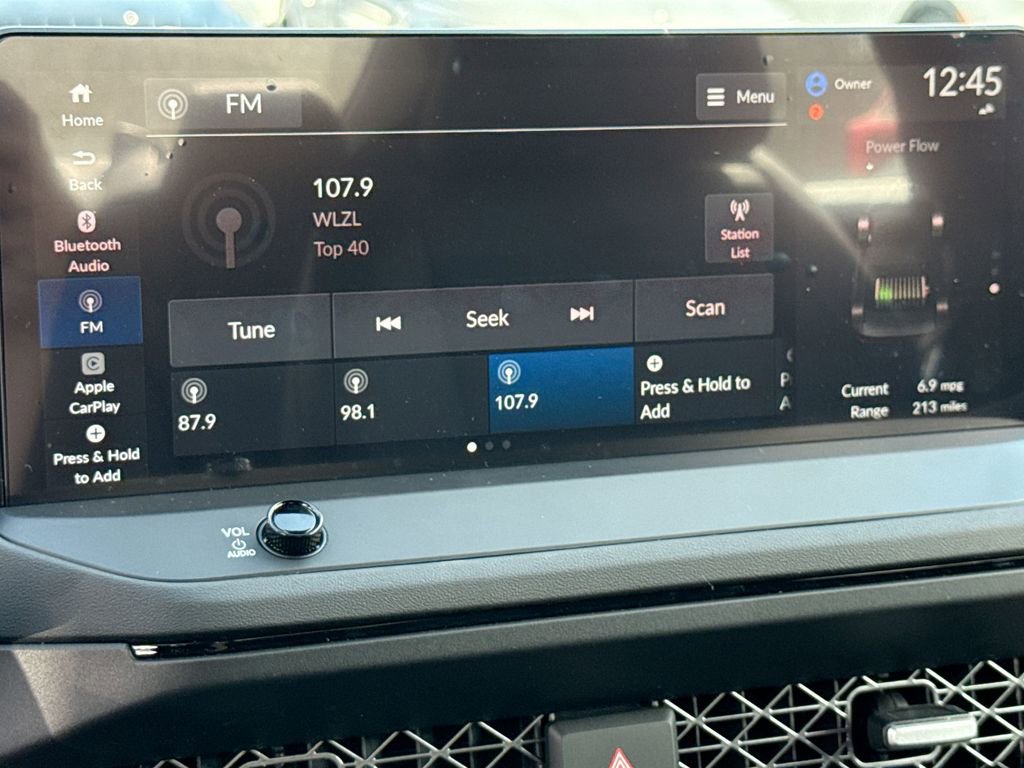 Home
FM
Menu
Owner
12:45
Back
Power Flow
107.9
WLZL
Top 40
Station
List
Bluetooth
Audio
FM
Tune
Seek
Scan
Apple
CarPlay
87.9
98.1
107.9
Press & Hold to
Add
P
A
Current
Range
6.9 mpg
213 miles
Press & Hold
to Add
VOL
AUDIO